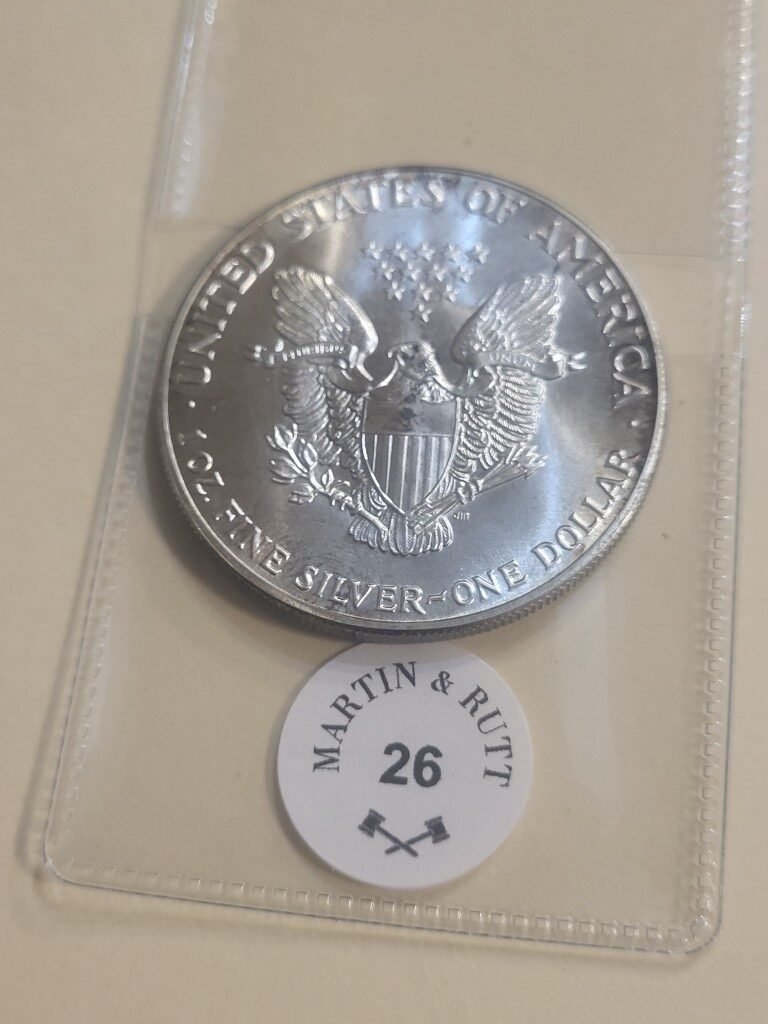 UNITED STATES OF AMERICA
UNUM
1 OZ. FINE SILVER~ONE DOLLAR
MARTIN & RUTT
26